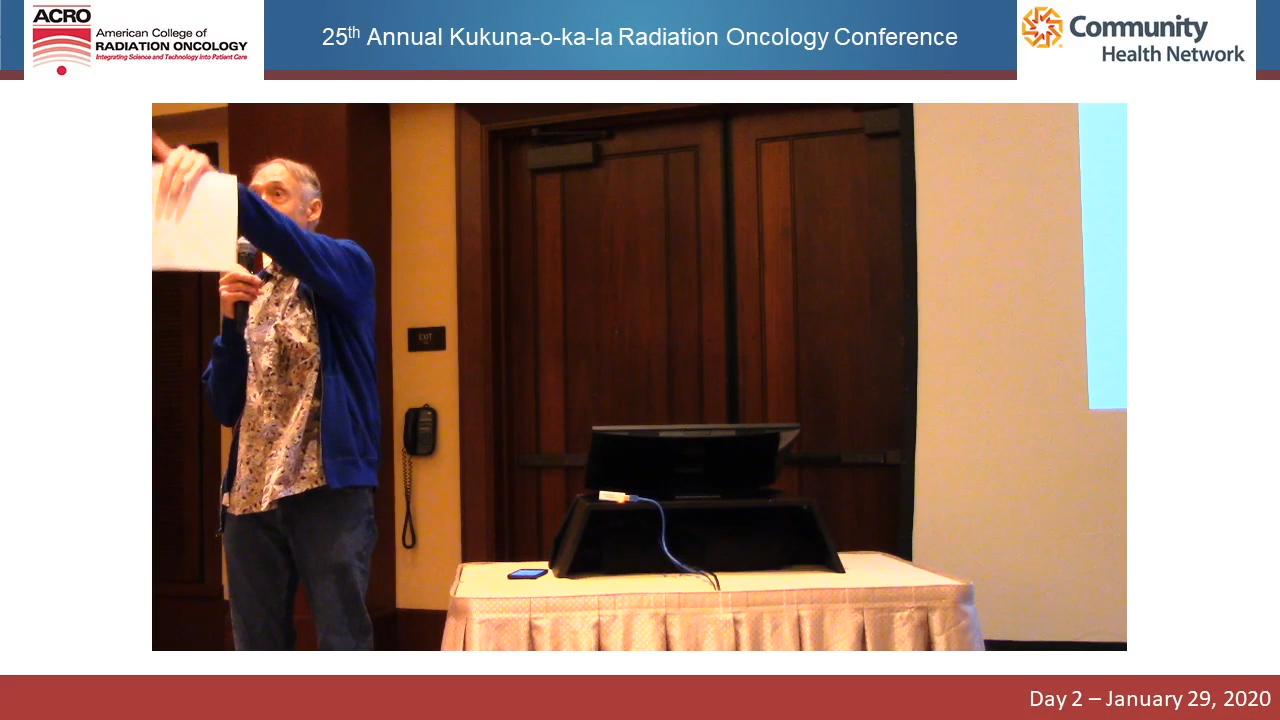 ACRO
American College of
RADIATION ONCOLOGY
Integrating Science and Technology Into Patient Care
25th Annual Kukuna-o-ka-la Radiation Oncology Conference
Community
Health Network
EXIT
Day 2 – January 29, 2020